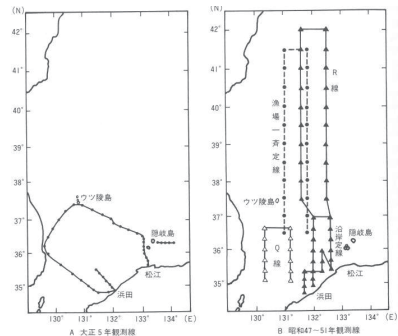 (N)
42°
41°
40°
39°
38°
37°
36°
35°
ウツ陵島
隠岐島
松江
浜田
130° 131° 132° 133° 134° (E)
A 大正5年観測線
(N)
42°
41°
40°
39°
38°
37°
36°
35°
R線
漁場一斉定線
ウツ陵島
沿岸定線
隠岐島
Q線
松江
浜田
130° 131° 132° 133° 134° (E)
B 昭和47-51年観測線